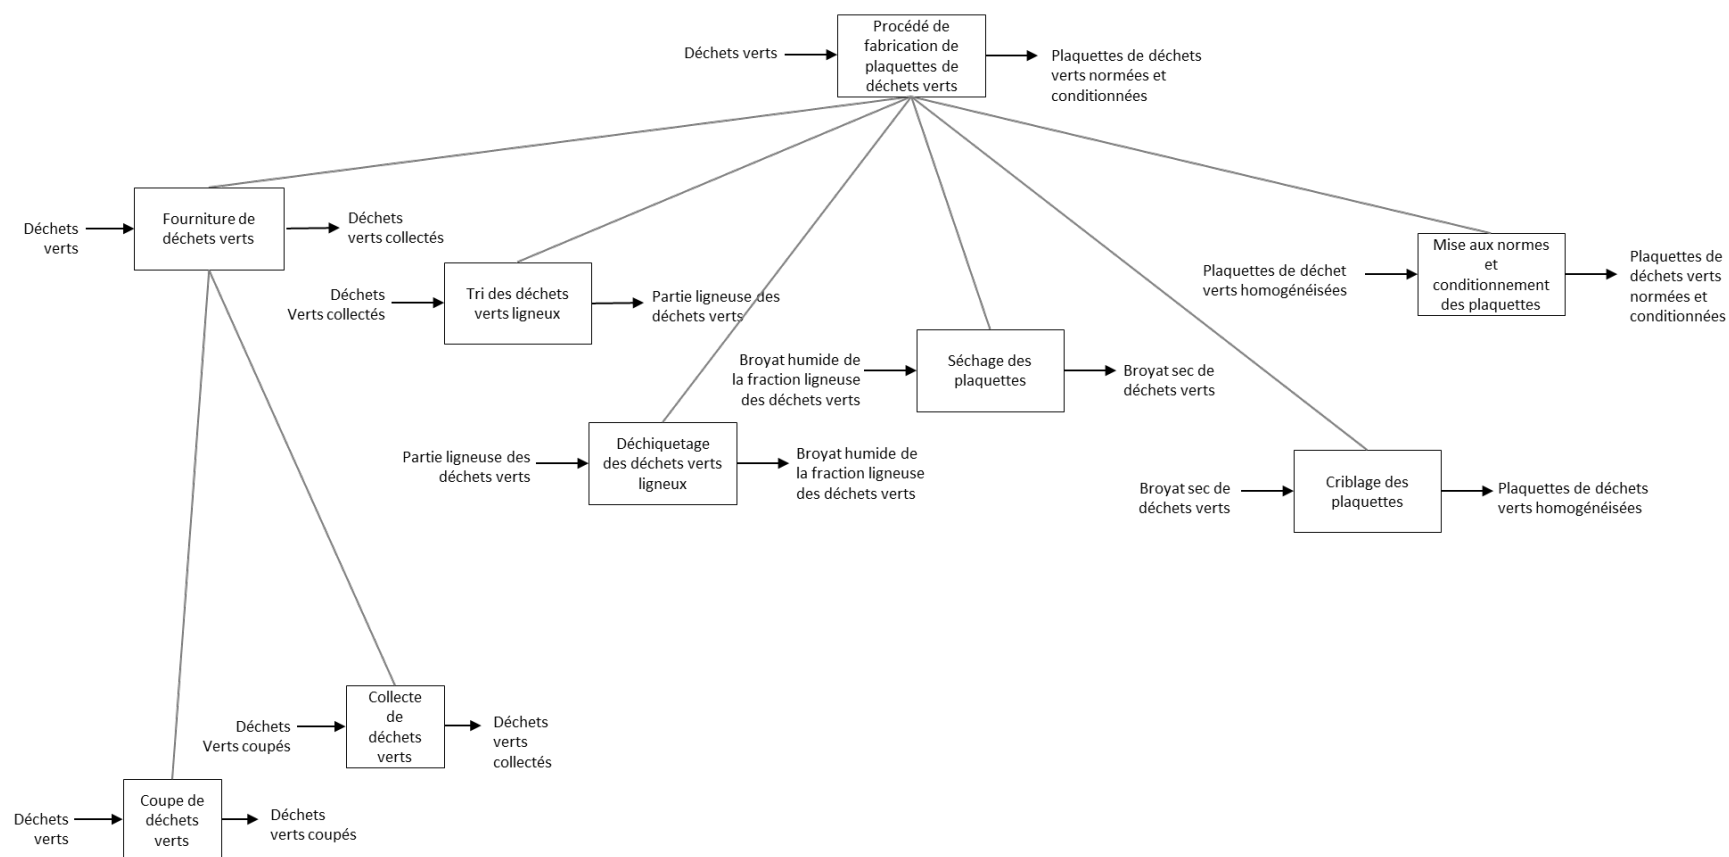 Déchets verts
Procédé de
fabrication de
plaquettes de
déchets verts
Plaquettes de déchets
verts normées et
conditionnées
Déchets
verts
Fourniture de
déchets verts
Déchets
verts collectés
Déchets
Verts collectés
Tri des déchets
verts ligneux
Partie ligneuse des
déchets verts
Plaquettes de déchet
verts homogénéisées
Mise aux normes
et
conditionnement
des plaquettes
Plaquettes de
déchets verts
normées et
conditionnées
Broyat humide de
la fraction ligneuse
des déchets verts
Séchage des
plaquettes
Broyat sec de
déchets verts
Partie ligneuse des
déchets verts
Déchiquetage
des déchets verts
ligneux
Broyat humide de
la fraction ligneuse
des déchets verts
Broyat sec de
déchets verts
Criblage des
plaquettes
Plaquettes de déchets
verts homogénéisées
Déchets
Verts coupés
Collecte
de
déchets
verts
Déchets
verts
collectés
Déchets
verts
Coupe de
déchets
verts
Déchets
verts coupés